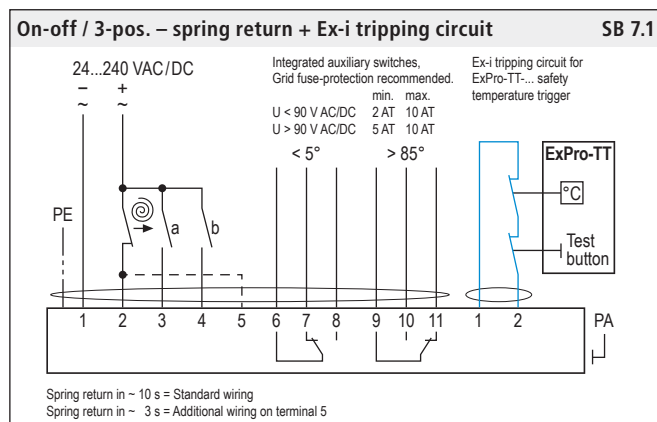 On-off / 3-pos. – spring return + Ex-i tripping circuit SB 7.1
24...240 VAC/DC
– +
~ ~
Integrated auxiliary switches,
Grid fuse-protection recommended.
min. max.
U < 90 V AC/DC 2 AT 10 AT
U > 90 V AC/DC 5 AT 10 AT
< 5° > 85°
Ex-i tripping circuit for
ExPro-TT-... safety
temperature trigger
ExPro-TT
°C
Test
button
PE
a b
1 2 3 4 5 6 7 8 9 10 11 1 2 PA
Spring return in ~ 10 s = Standard wiring
Spring return in ~ 3 s = Additional wiring on terminal 5